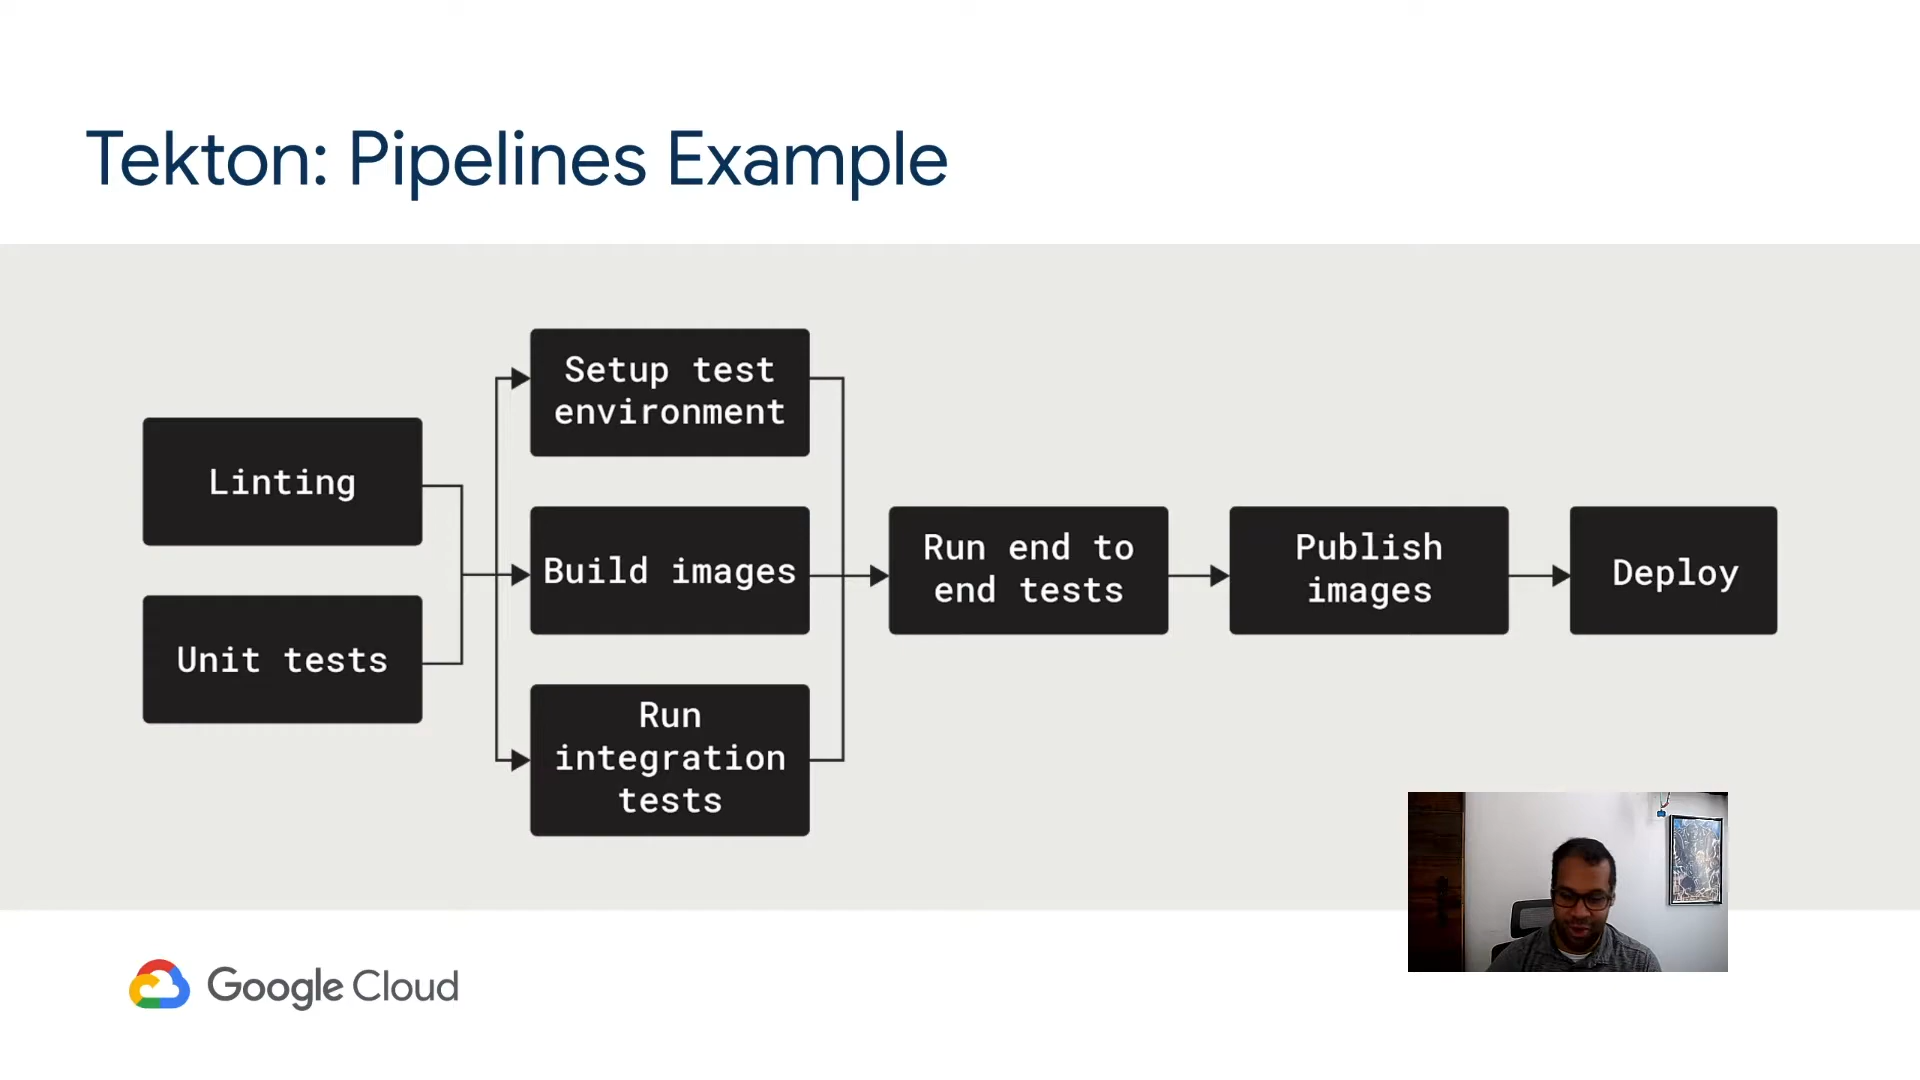 Tekton: Pipelines Example
Linting
Unit tests
Setup test
environment
Build images
Run
integration
tests
Run end to
end tests
Publish
images
Deploy
Google Cloud